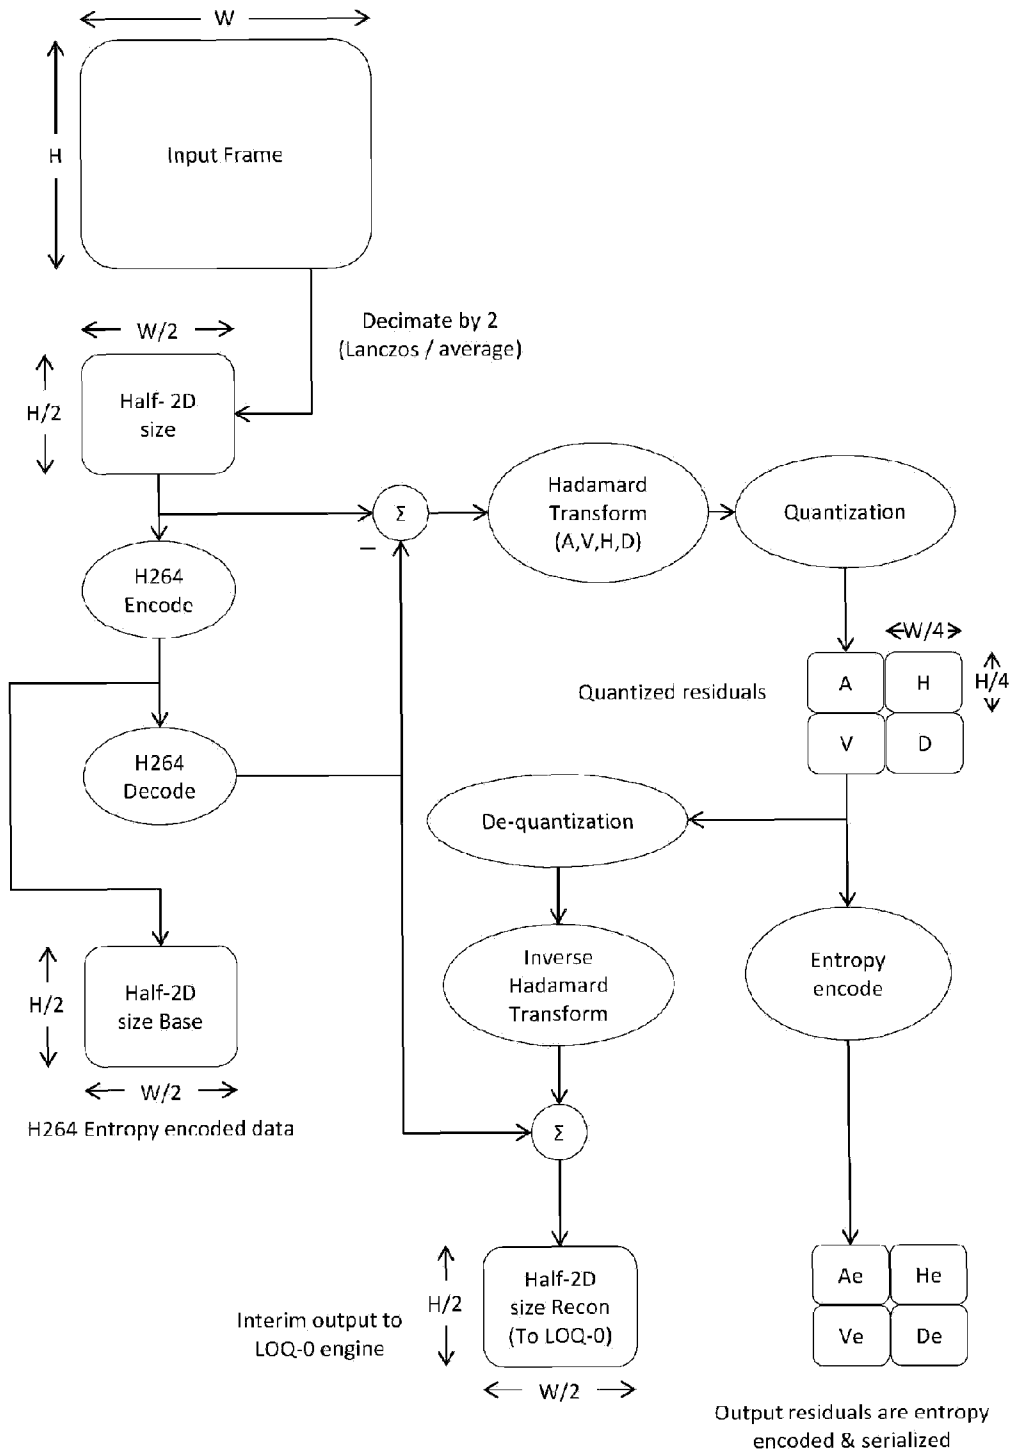 W
H
Input Frame
Decimate by 2
(Lanczos / average)
W/2
H/2
Half- 2D
size
Σ
Hadamard
Transform
(A,V,H,D)
Quantization
–
H264
Encode
W/4
H/4
Quantized residuals
A
H
V
D
H264
Decode
De-quantization
Inverse
Hadamard
Transform
Entropy
encode
H/2
Half-2D
size Base
W/2
H264 Entropy encoded data
Σ
H/2
Half-2D
size Recon
(To LOQ-0)
W/2
Interim output to
LOQ-0 engine
Ae
He
Ve
De
Output residuals are entropy
encoded & serialized